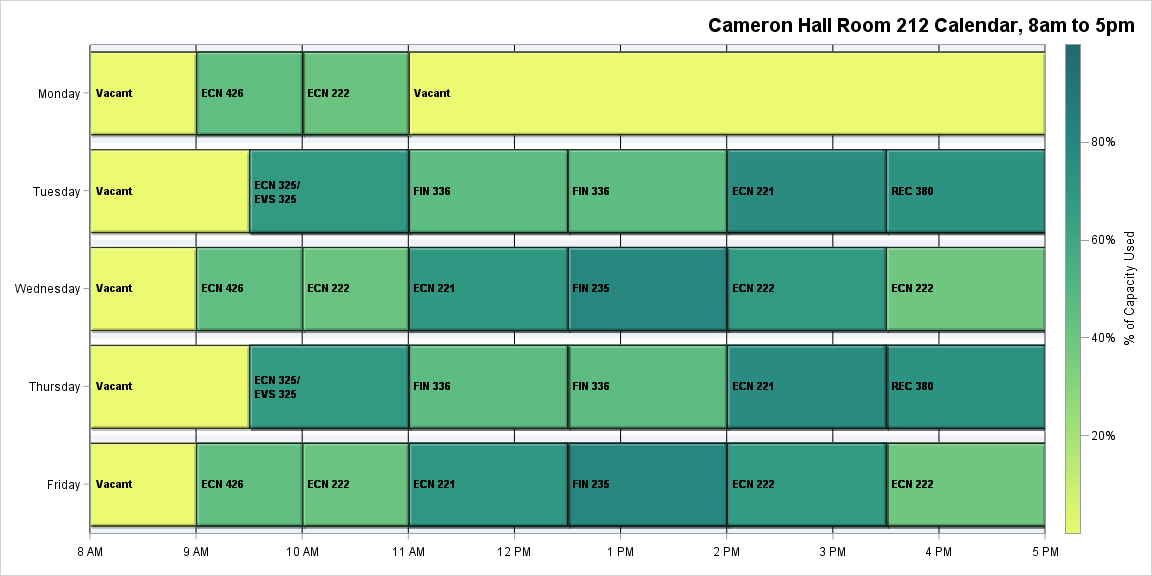 Cameron Hall Room 212 Calendar, 8am to 5pm
Monday
Vacant
ECN 426
ECN 222
Vacant
Tuesday
Vacant
ECN 325/
EVS 325
FIN 336
FIN 336
ECN 221
REC 380
Wednesday
Vacant
ECN 426
ECN 222
ECN 221
FIN 235
ECN 222
ECN 222
Thursday
Vacant
ECN 325/
EVS 325
FIN 336
FIN 336
ECN 221
REC 380
Friday
Vacant
ECN 426
ECN 222
ECN 221
FIN 235
ECN 222
ECN 222
8 AM
9 AM
10 AM
11 AM
12 PM
1 PM
2 PM
3 PM
4 PM
5 PM
80%
60%
40%
20%
% of Capacity Used